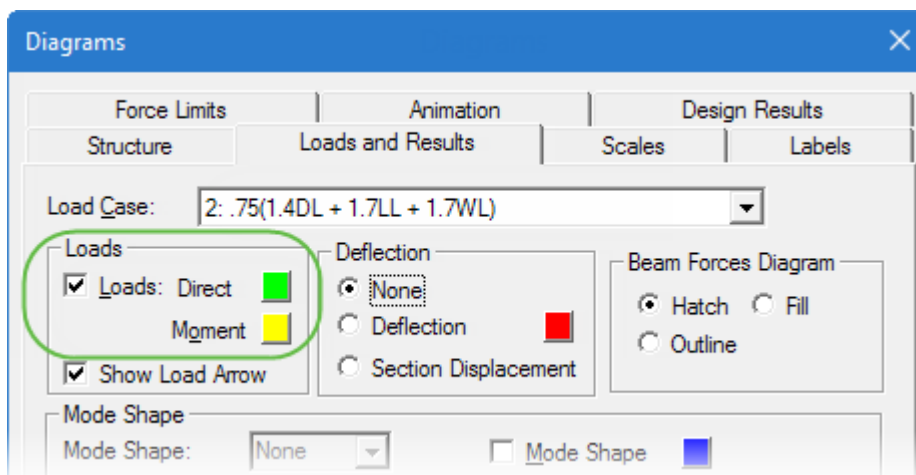 Diagrams
Force Limits Animation Design Results
Structure Loads and Results Scales Labels
Load Case: 2: .75(1.4DL + 1.7LL + 1.7WL)
Loads
Loads: Direct
Moment
Show Load Arrow
Deflection
None
Deflection
Section Displacement
Beam Forces Diagram
Hatch Fill
Outline
Mode Shape
Mode Shape: None Mode Shape